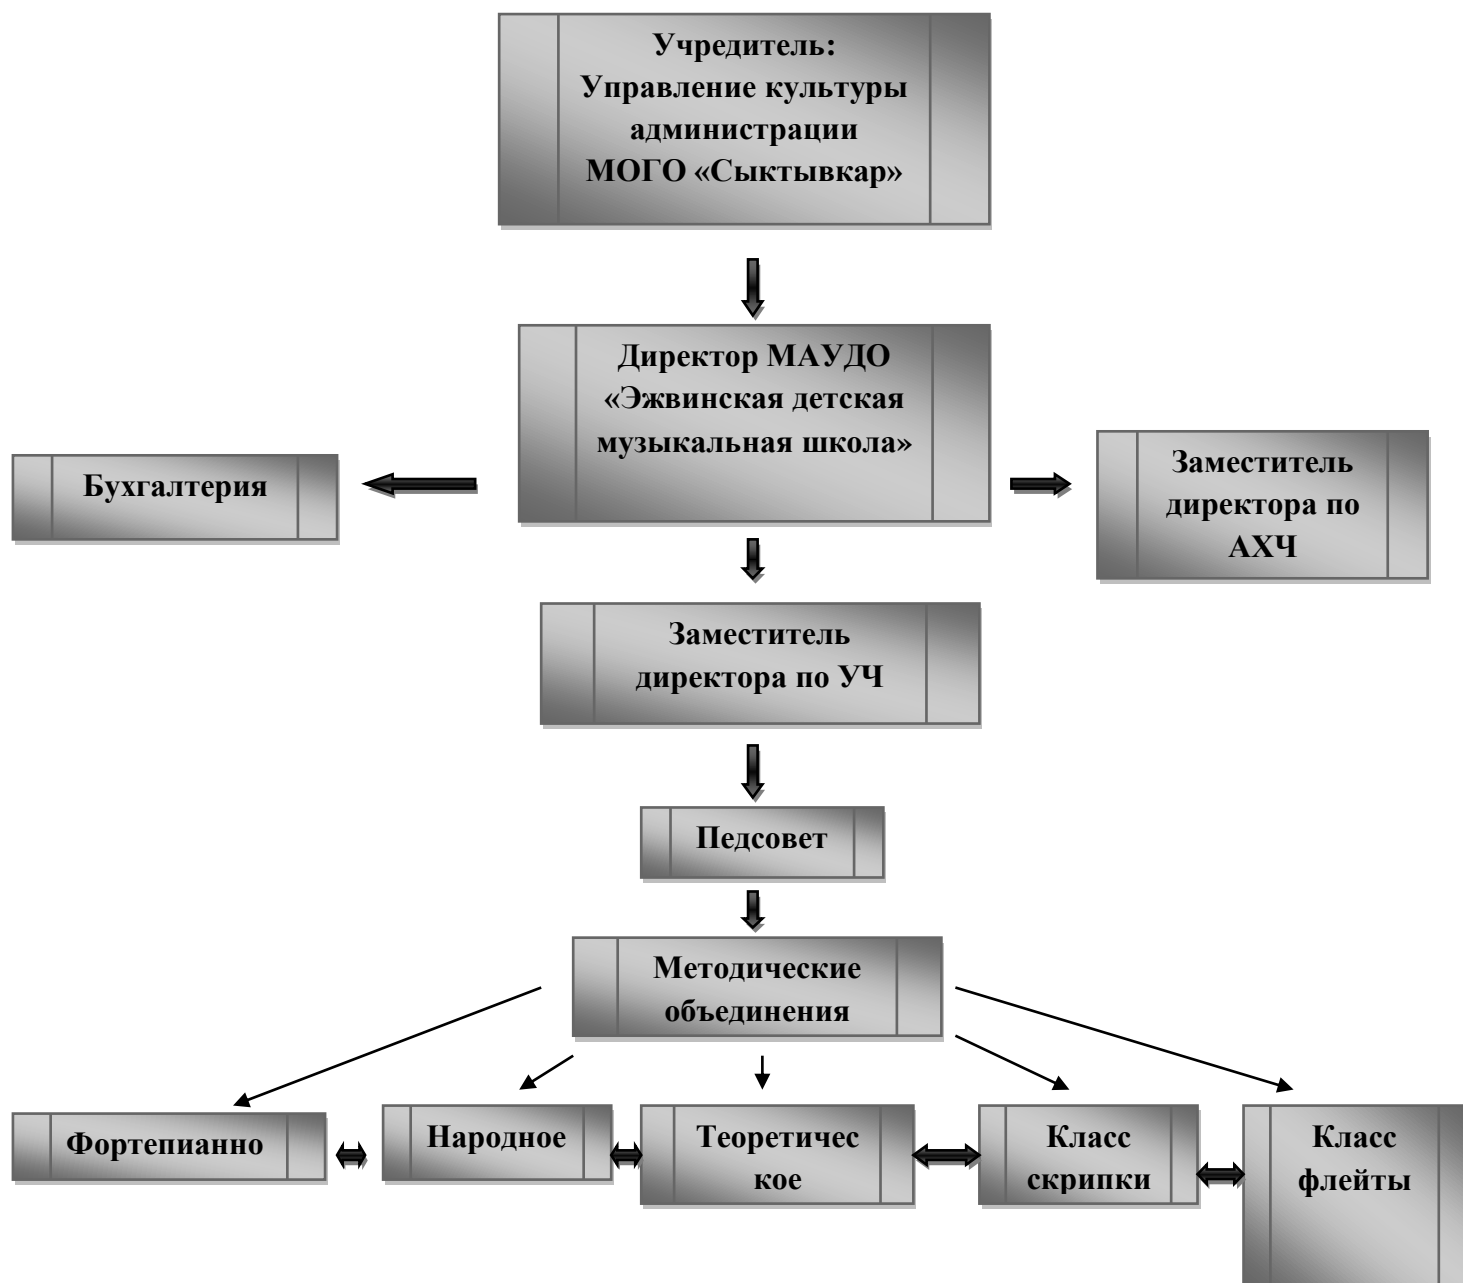 Учредитель:
Управление культуры
администрации
МОГО «Сыктывкар»
Директор МАУДО
«Эжвинская детская
музыкальная школа»
Бухгалтерия
Заместитель
директора по
АХЧ
Заместитель
директора по УЧ
Педсовет
Методические
объединения
Фортепианно
Народное
Теоретичес
кое
Класс
скрипки
Класс
флейты